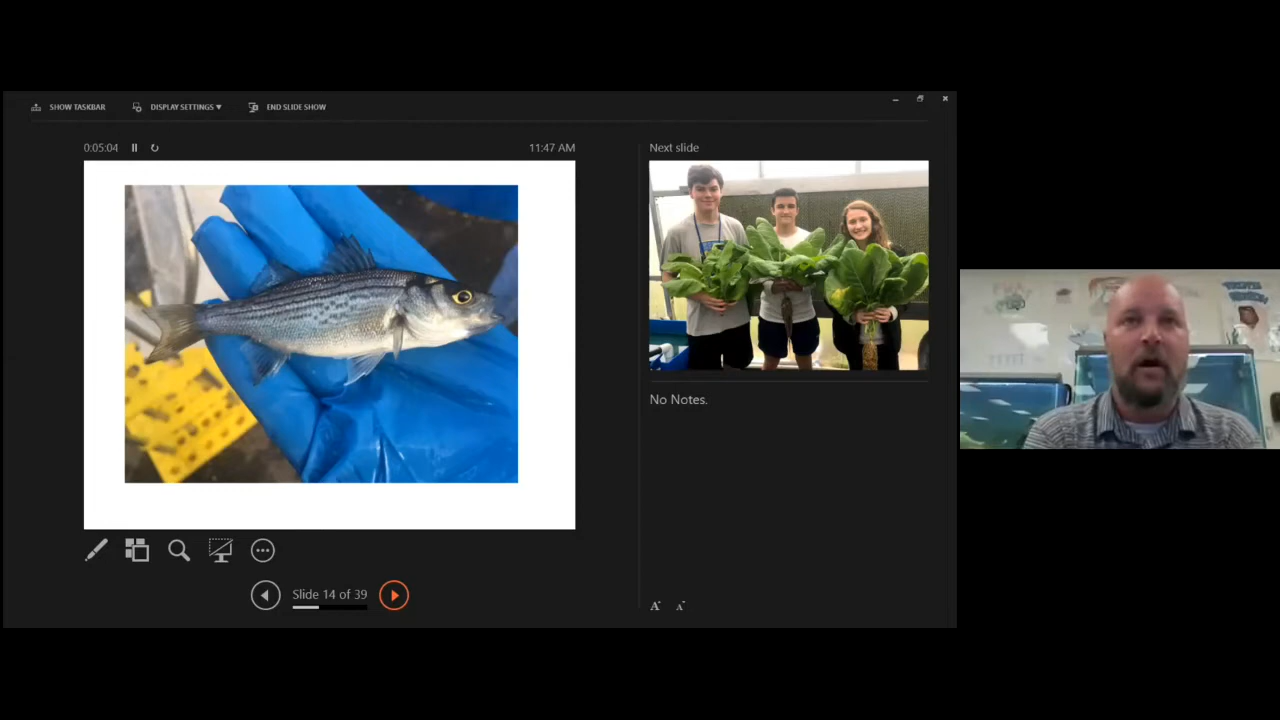 SHOW TASKBAR
DISPLAY SETTINGS ▼
END SLIDE SHOW
0:05:04
11:47 AM
Next slide
No Notes.
Slide 14 of 39
A
A